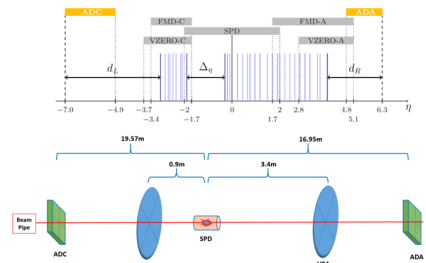 ADC
ADA
FMD-C
FMD-A
SPD
VZERO-C
VZERO-A
d_L
Δ_η
d_R
−7.0 −4.9 −3.7 −2 0 2 2.8 4.8 6.3 η
−3.4 −1.7 1.7 5.1
19.57m
16.95m
0.9m
3.4m
Beam
Pipe
ADC
SPD
ADA